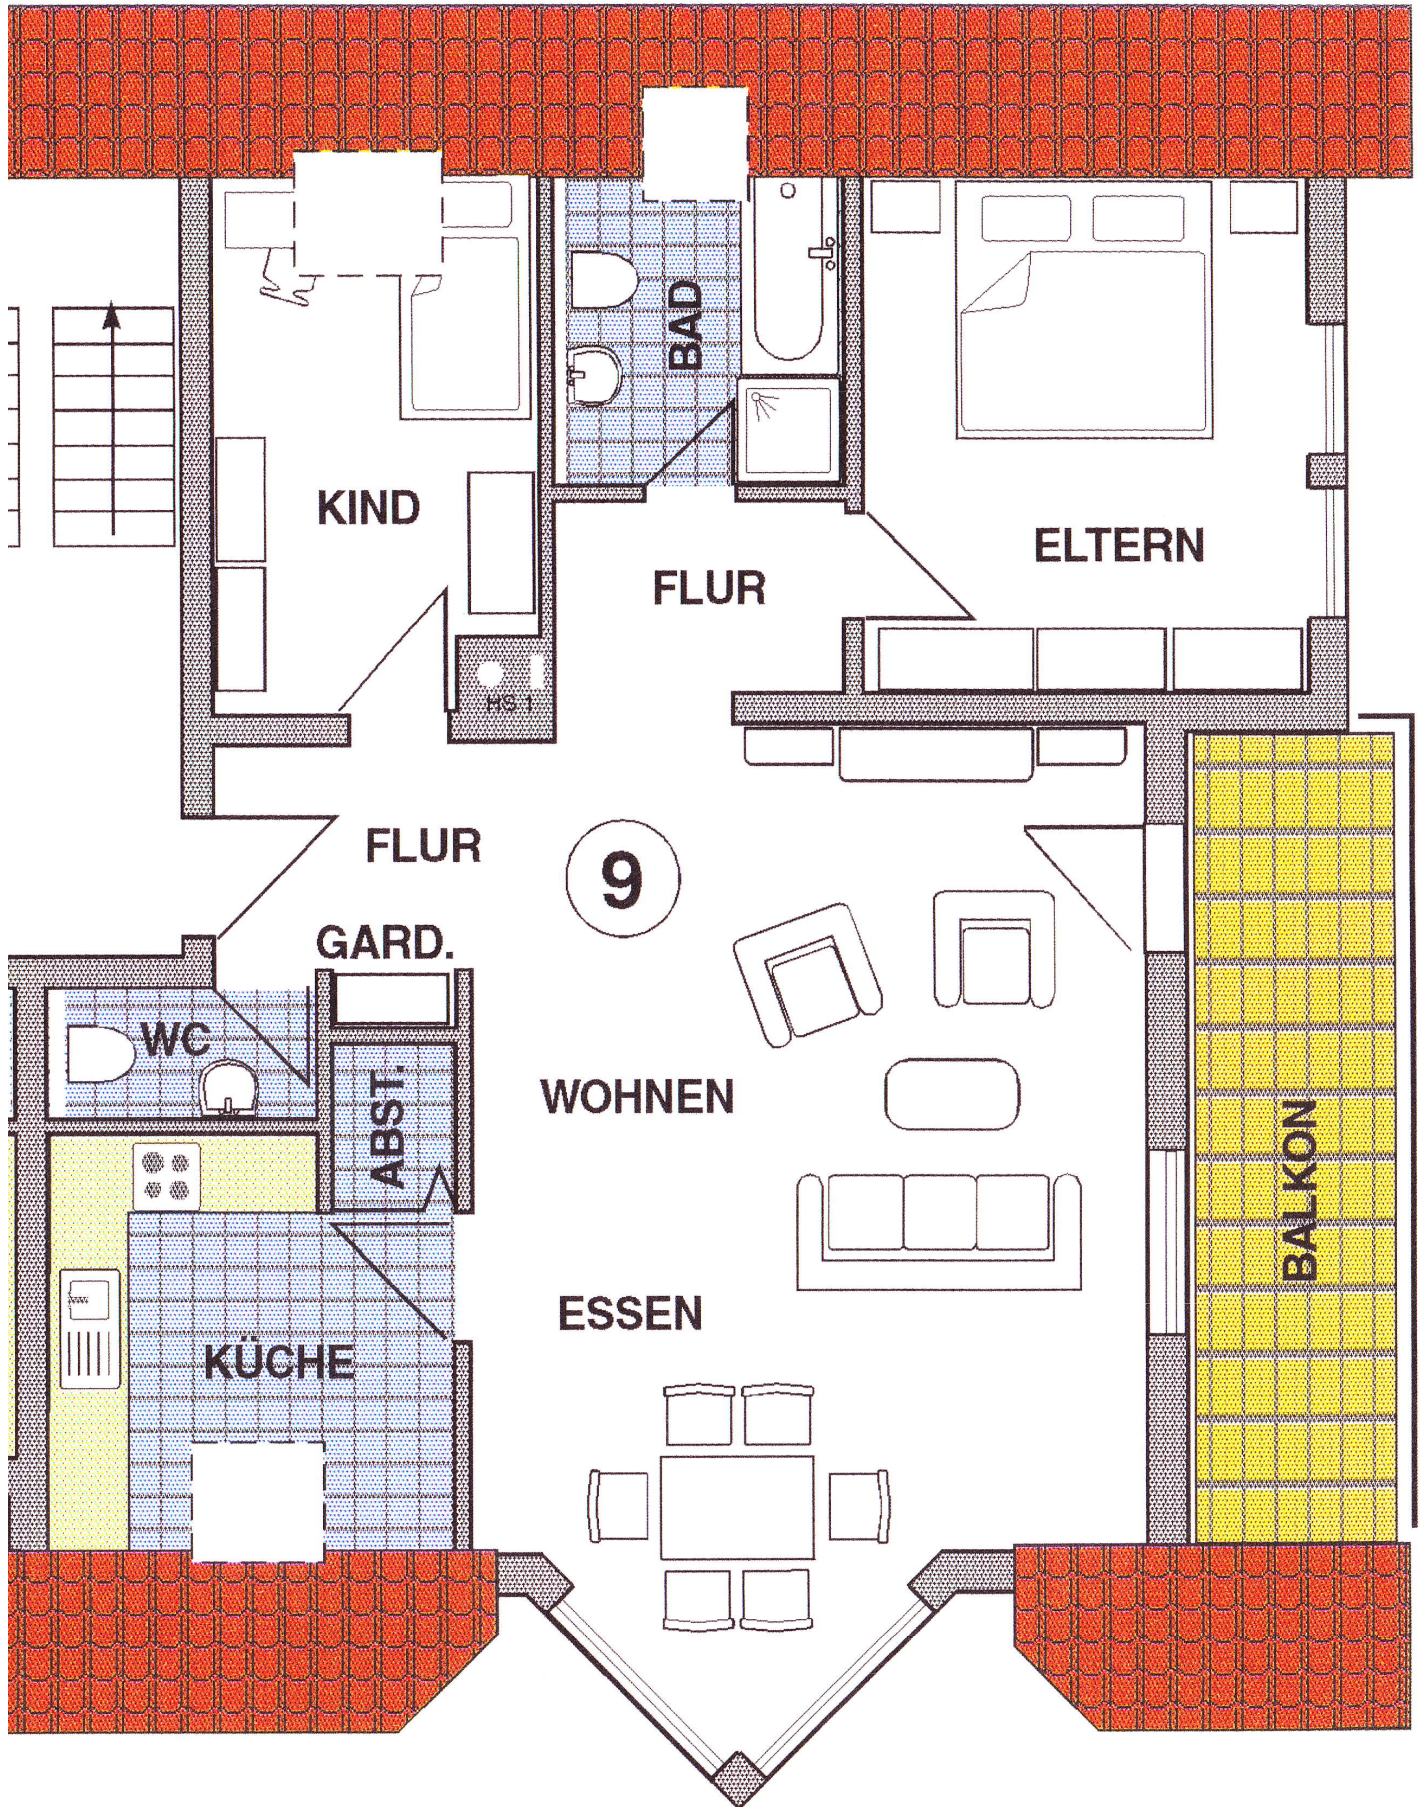 BAD
KIND
ELTERN
FLUR
HS 1
FLUR
9
GARD.
WC
ABST.
WOHNEN
BALKON
ESSEN
KÜCHE